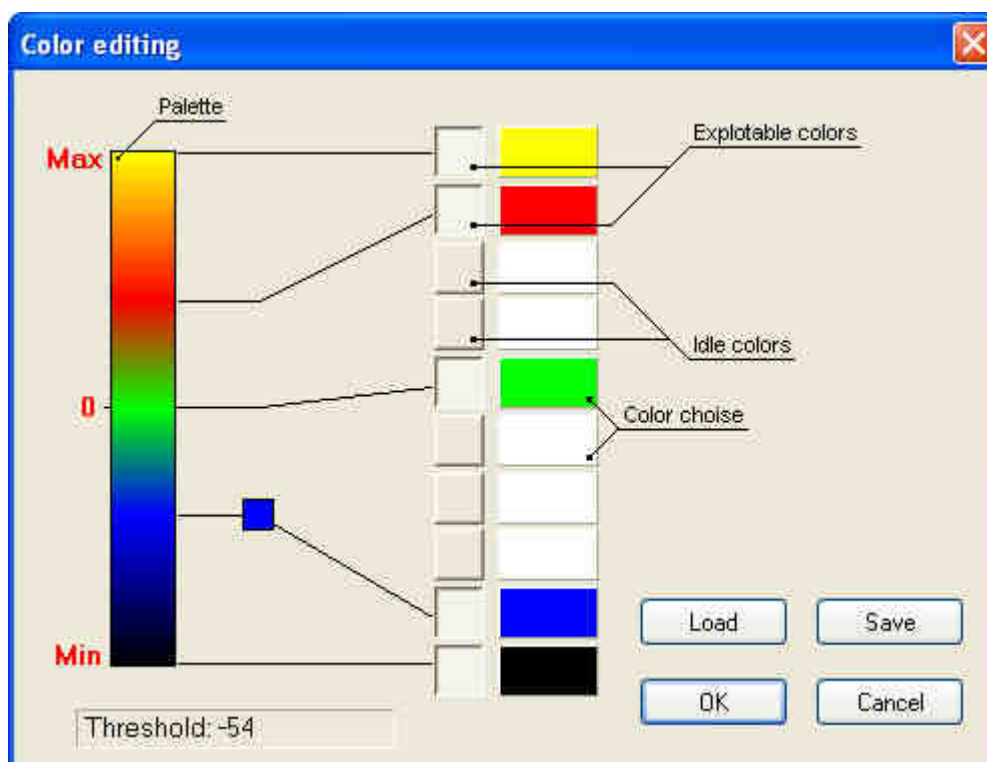 Color editing
Palette
Max
Explotable colors
Idle colors
0
Color choise
Min
Load
Save
OK
Cancel
Threshold: -54